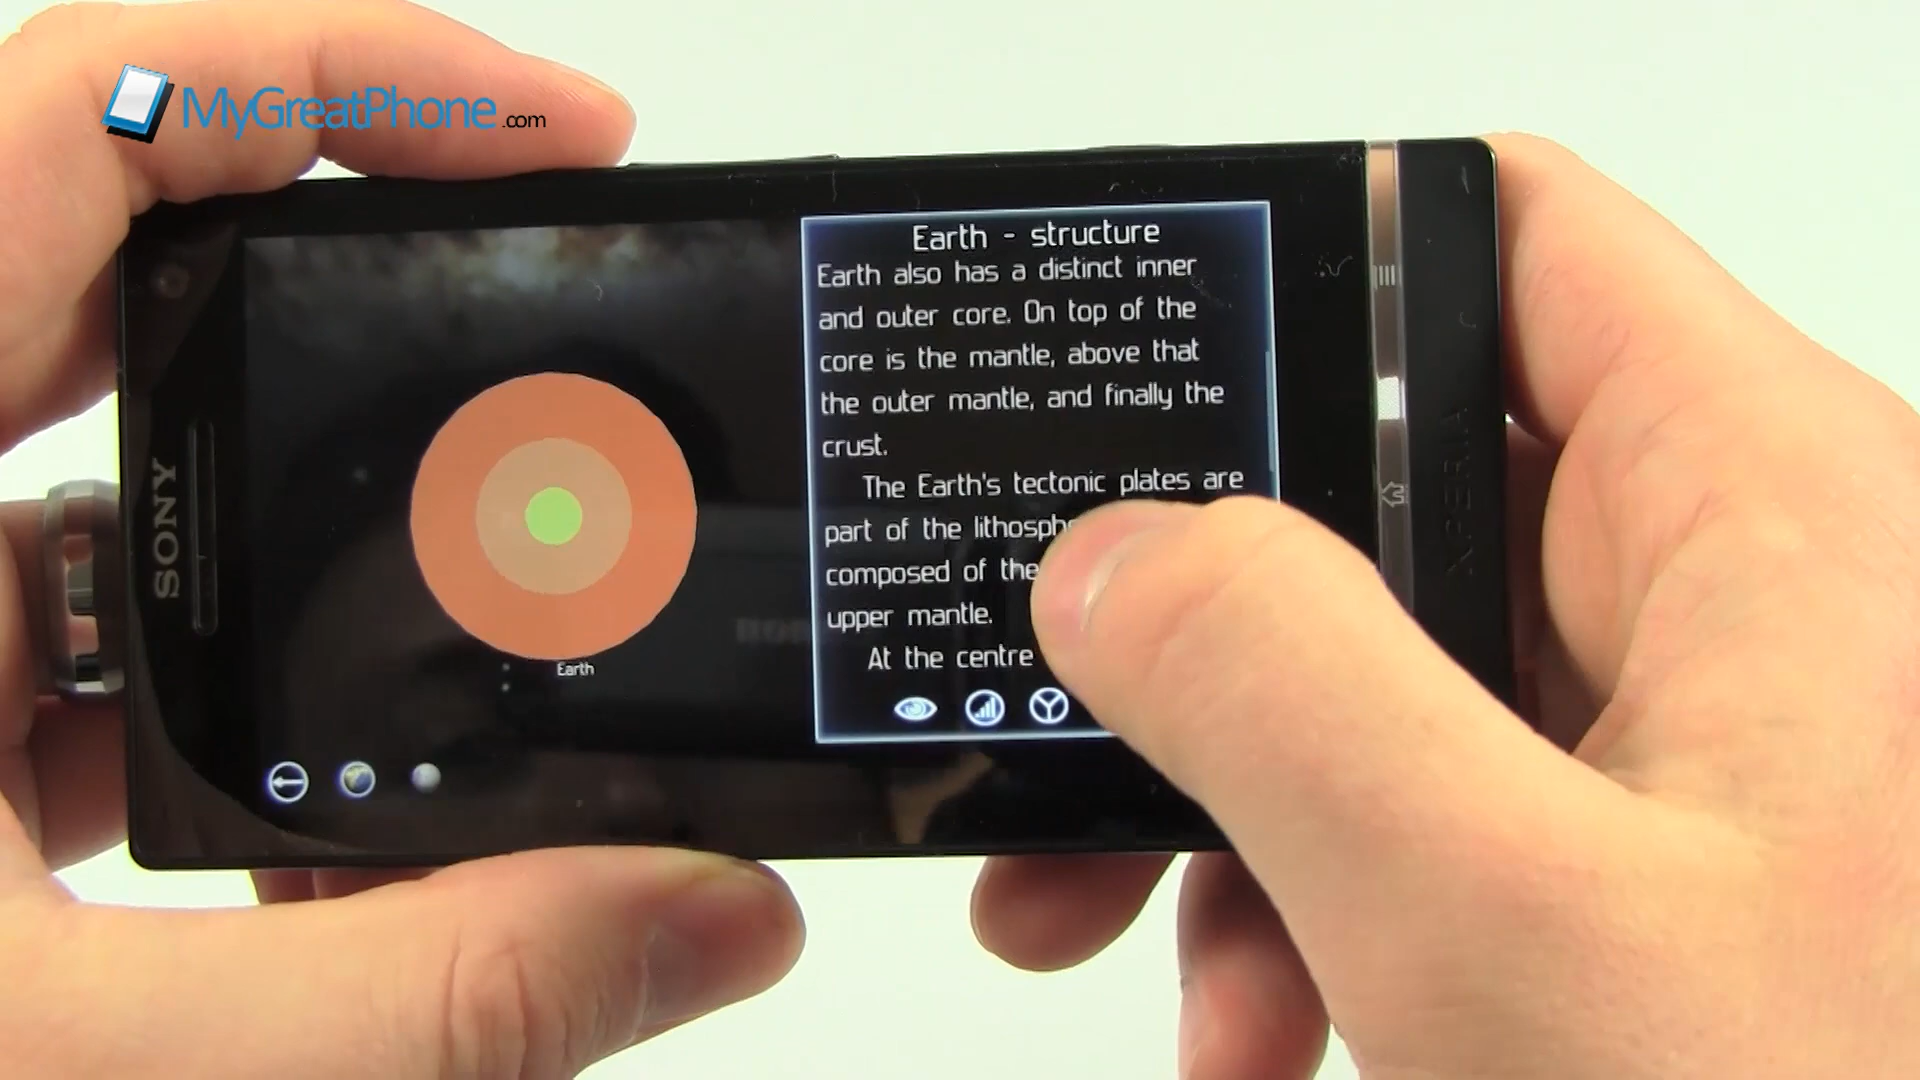 MyGreatPhone.com
SONY
XPERIA
Earth
Earth - structure
Earth also has a distinct inner
and outer core. On top of the
core is the mantle, above that
the outer mantle, and finally the
crust.
The Earth's tectonic plates are
part of the
composed of the
upper mantle.
At the centre